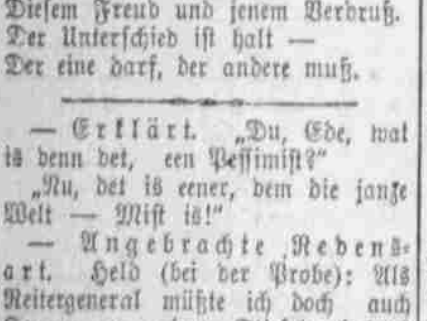 Diesem Freud und jenem Verdruß.
Der Unterschied ist halt —
Der eine darf, der andere muß.
— Erklärt. „Du, Ede, wat
is denn det, een Pessimist?"
„Nu, det is eener, dem die janze
Welt — Mist is!"
— Angebrachte Redens-
art. Held (bei der Probe): Als
Reitergeneral müßte ich doch auch